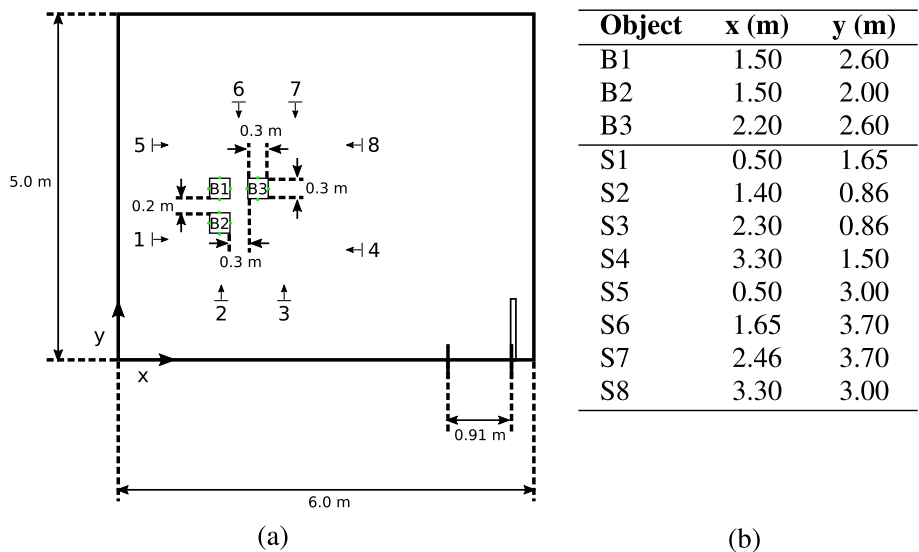 6
7
0.3 m
5
8
5.0 m
B1
B3
0.3 m
0.2 m
B2
1
4
0.3 m
2
3
y
x
0.91 m
6.0 m
(a)
Object x (m) y (m)
B1 1.50 2.60
B2 1.50 2.00
B3 2.20 2.60
S1 0.50 1.65
S2 1.40 0.86
S3 2.30 0.86
S4 3.30 1.50
S5 0.50 3.00
S6 1.65 3.70
S7 2.46 3.70
S8 3.30 3.00
(b)